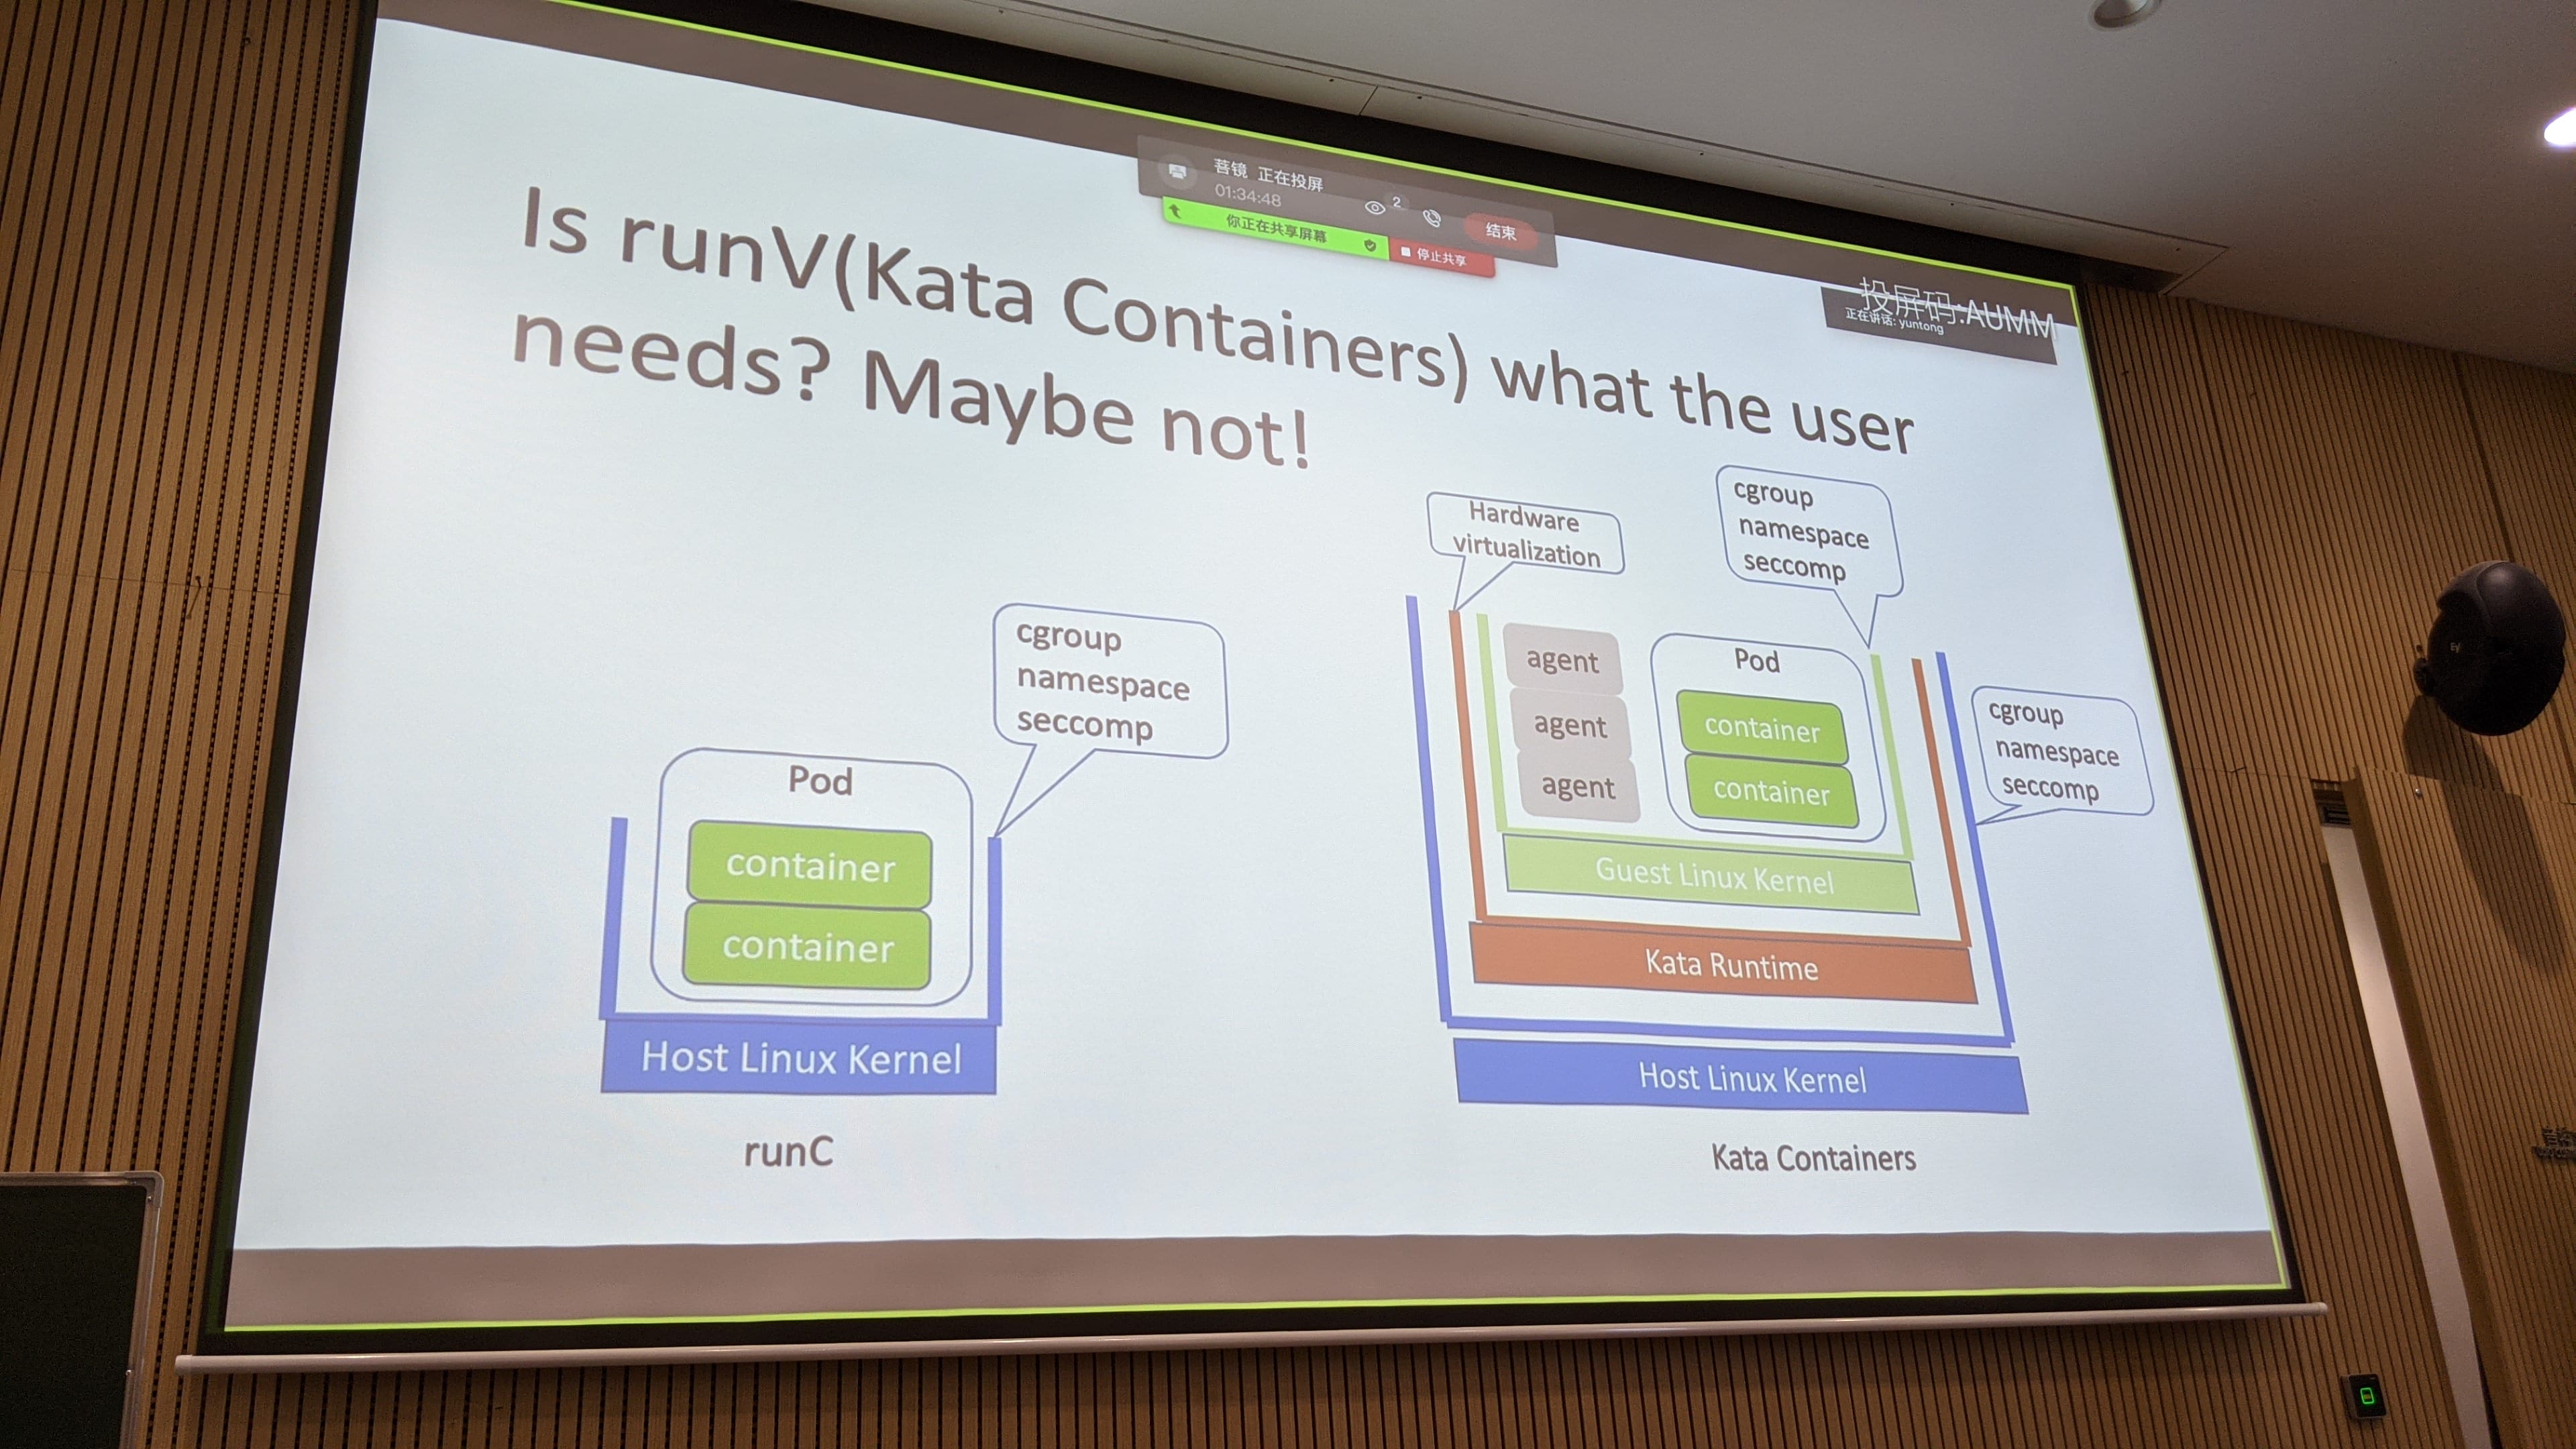 菩镜 正在投屏
01:34:48
2
结束
你正在共享屏幕
停止共享
投屏码:AUMM
正在讲话: yuntong
Is runV(Kata Containers) what the user
needs? Maybe not!
cgroup
namespace
seccomp
Pod
container
container
Host Linux Kernel
runC
Hardware
virtualization
cgroup
namespace
seccomp
agent
agent
agent
Pod
container
container
cgroup
namespace
seccomp
Guest Linux Kernel
Kata Runtime
Host Linux Kernel
Kata Containers